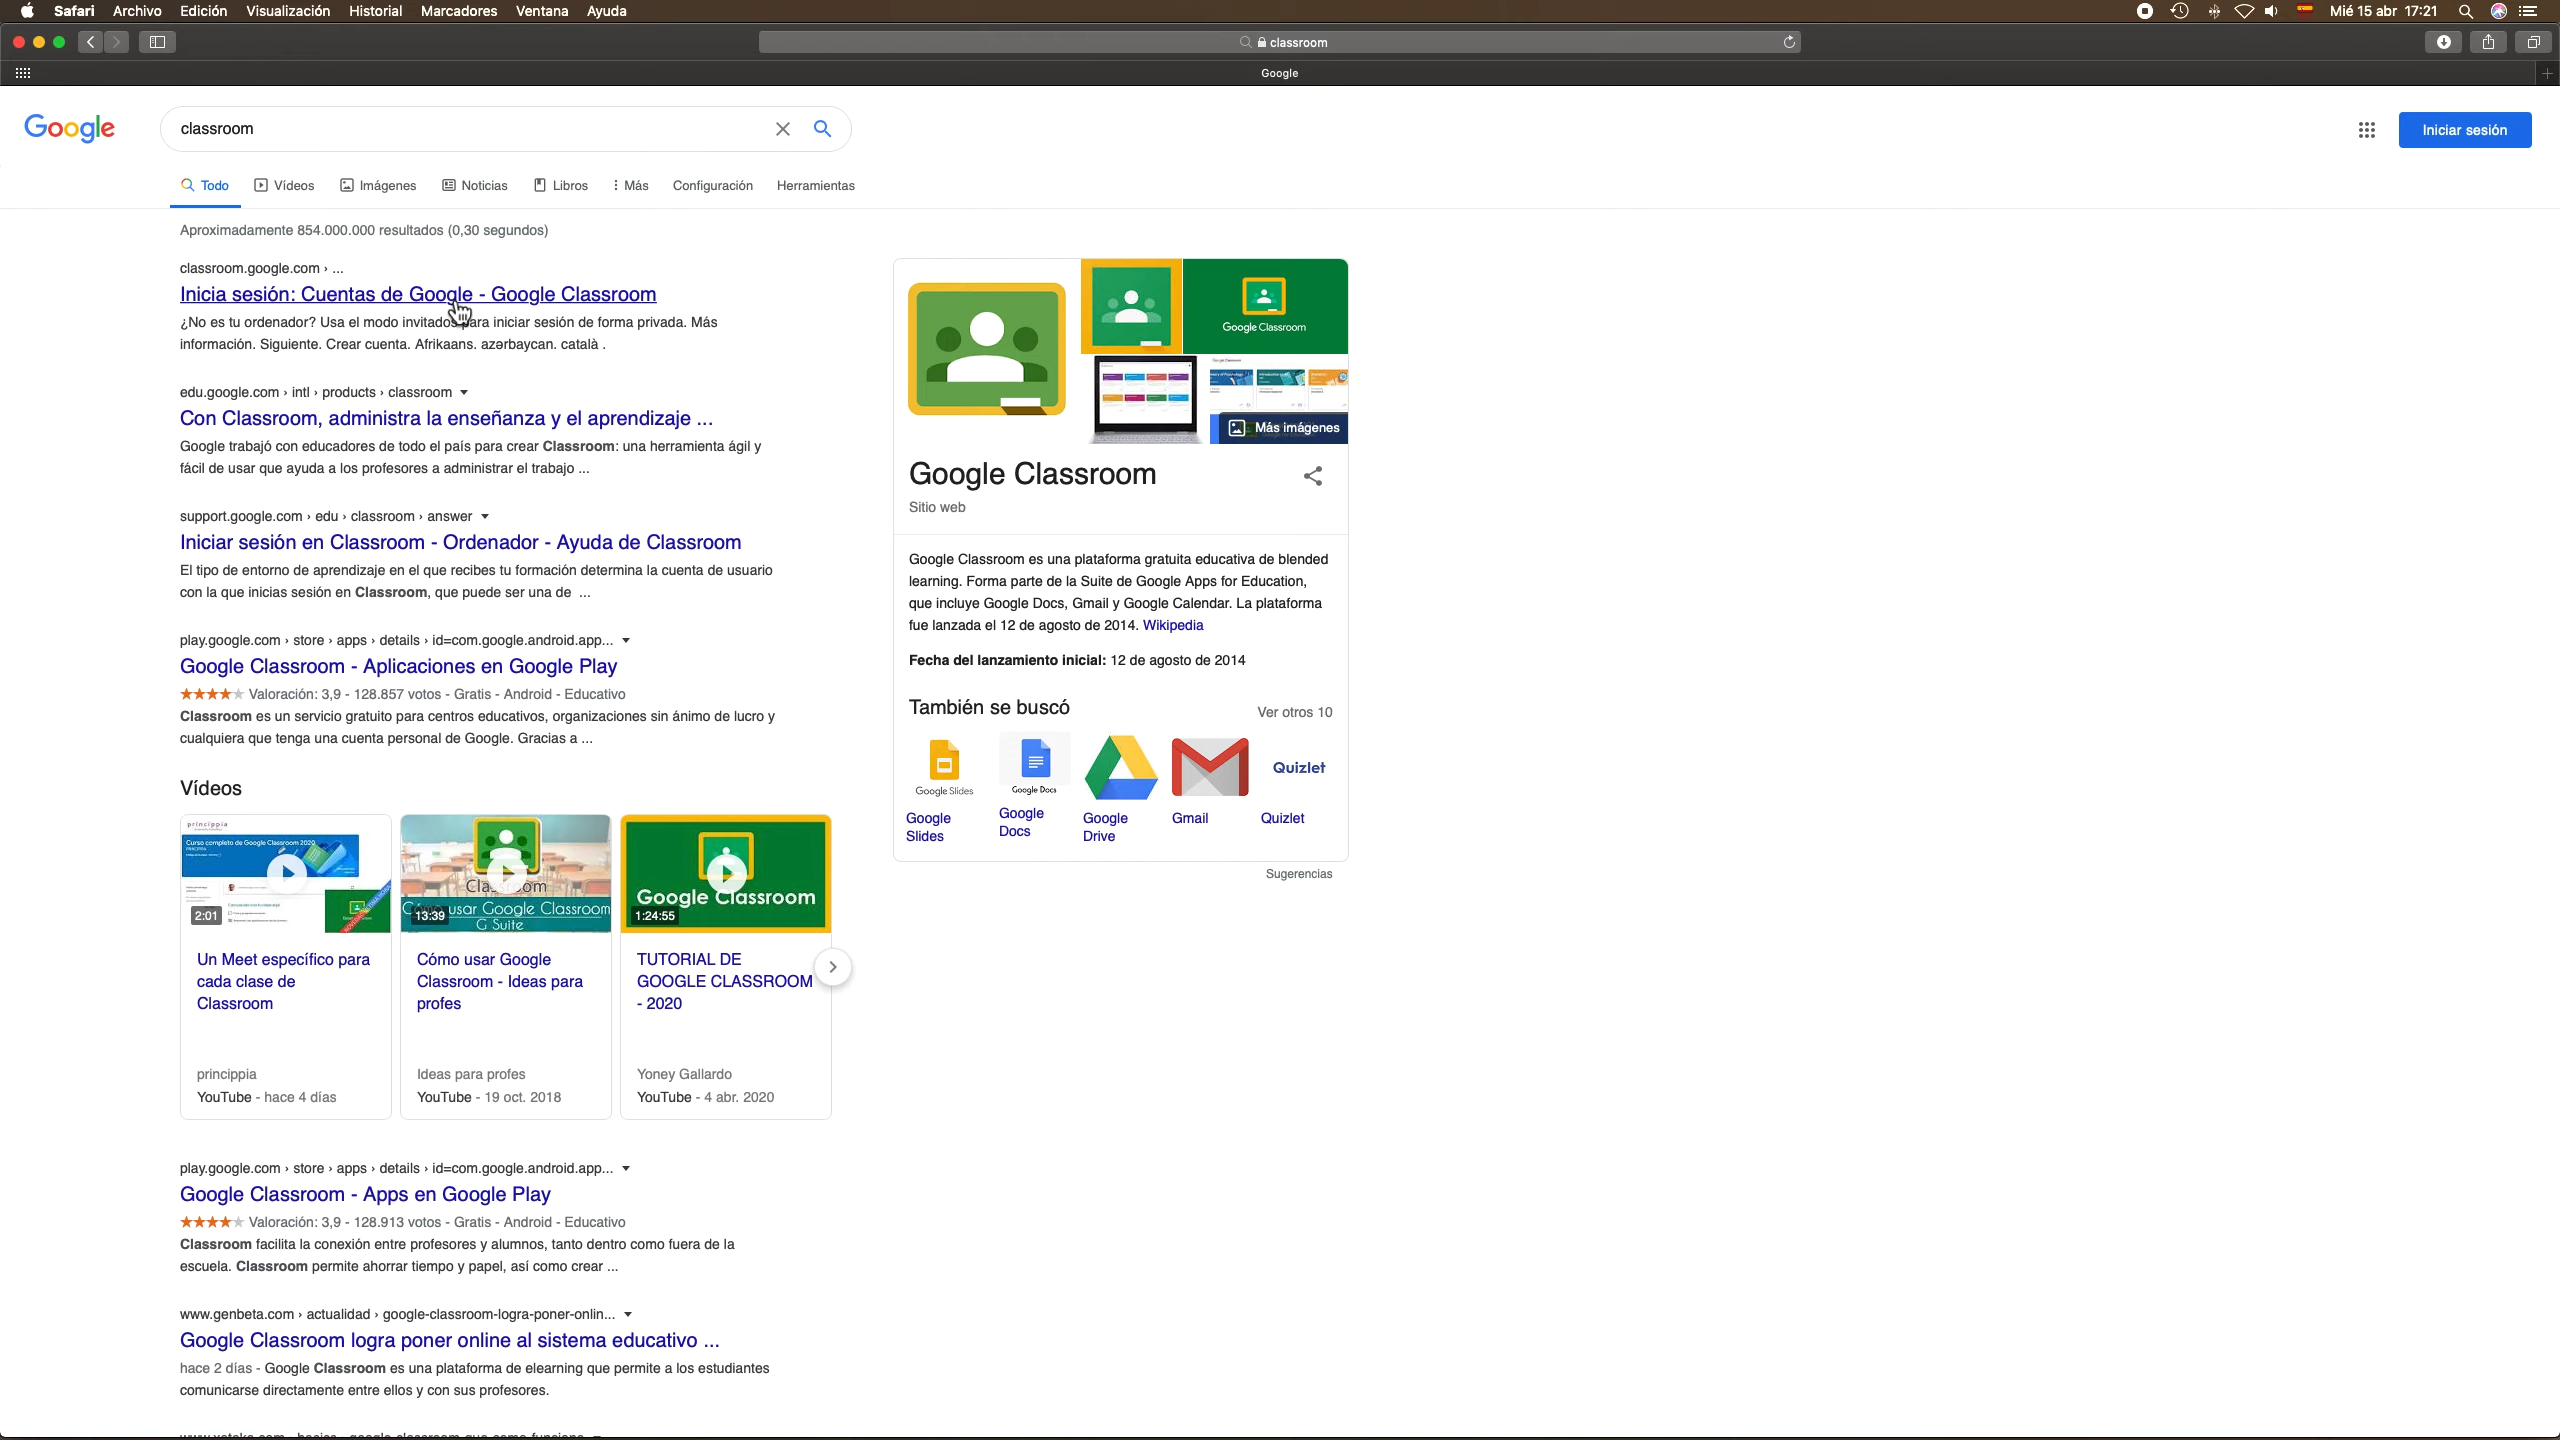 Safari Archivo Edición Visualización Historial Marcadores Ventana Ayuda
Mié 15 abr 17:21
classroom
Google
Google
classroom
Iniciar sesión
Todo Vídeos Imágenes Noticias Libros Más Configuración Herramientas
Aproximadamente 854.000.000 resultados (0,30 segundos)
classroom.google.com › ...
Inicia sesión: Cuentas de Google - Google Classroom
¿No es tu ordenador? Usa el modo invitados para iniciar sesión de forma privada. Más
información. Siguiente. Crear cuenta. Afrikaans. azərbaycan. català .
edu.google.com › intl › products › classroom
Con Classroom, administra la enseñanza y el aprendizaje ...
Google trabajó con educadores de todo el país para crear Classroom: una herramienta ágil y
fácil de usar que ayuda a los profesores a administrar el trabajo ...
support.google.com › edu › classroom › answer
Iniciar sesión en Classroom - Ordenador - Ayuda de Classroom
El tipo de entorno de aprendizaje en el que recibes tu formación determina la cuenta de usuario
con la que inicias sesión en Classroom, que puede ser una de ...
play.google.com › store › apps › details › id=com.google.android.app...
Google Classroom - Aplicaciones en Google Play
Valoración: 3,9 - 128.857 votos - Gratis - Android - Educativo
Classroom es un servicio gratuito para centros educativos, organizaciones sin ánimo de lucro y
cualquiera que tenga una cuenta personal de Google. Gracias a ...
Vídeos
princippia
Curso completo de Google Classroom 2020
2:01
Un Meet específico para
cada clase de
Classroom
princippia
YouTube - hace 4 días
Classroom
Cómo usar Google Classroom
G Suite
13:39
Cómo usar Google
Classroom - Ideas para
profes
Ideas para profes
YouTube - 19 oct. 2018
Google Classroom
1:24:55
TUTORIAL DE
GOOGLE CLASSROOM
- 2020
Yoney Gallardo
YouTube - 4 abr. 2020
play.google.com › store › apps › details › id=com.google.android.app...
Google Classroom - Apps en Google Play
Valoración: 3,9 - 128.913 votos - Gratis - Android - Educativo
Classroom facilita la conexión entre profesores y alumnos, tanto dentro como fuera de la
escuela. Classroom permite ahorrar tiempo y papel, así como crear ...
www.genbeta.com › actualidad › google-classroom-logra-poner-onlin...
Google Classroom logra poner online al sistema educativo ...
hace 2 días - Google Classroom es una plataforma de elearning que permite a los estudiantes
comunicarse directamente entre ellos y con sus profesores.
Google Classroom
Más imágenes
Google Classroom
Sitio web
Google Classroom es una plataforma gratuita educativa de blended
learning. Forma parte de la Suite de Google Apps for Education,
que incluye Google Docs, Gmail y Google Calendar. La plataforma
fue lanzada el 12 de agosto de 2014. Wikipedia
Fecha del lanzamiento inicial: 12 de agosto de 2014
También se buscó
Ver otros 10
Google Slides
Google Docs
Quizlet
Google
Slides
Google
Docs
Google
Drive
Gmail
Quizlet
Sugerencias